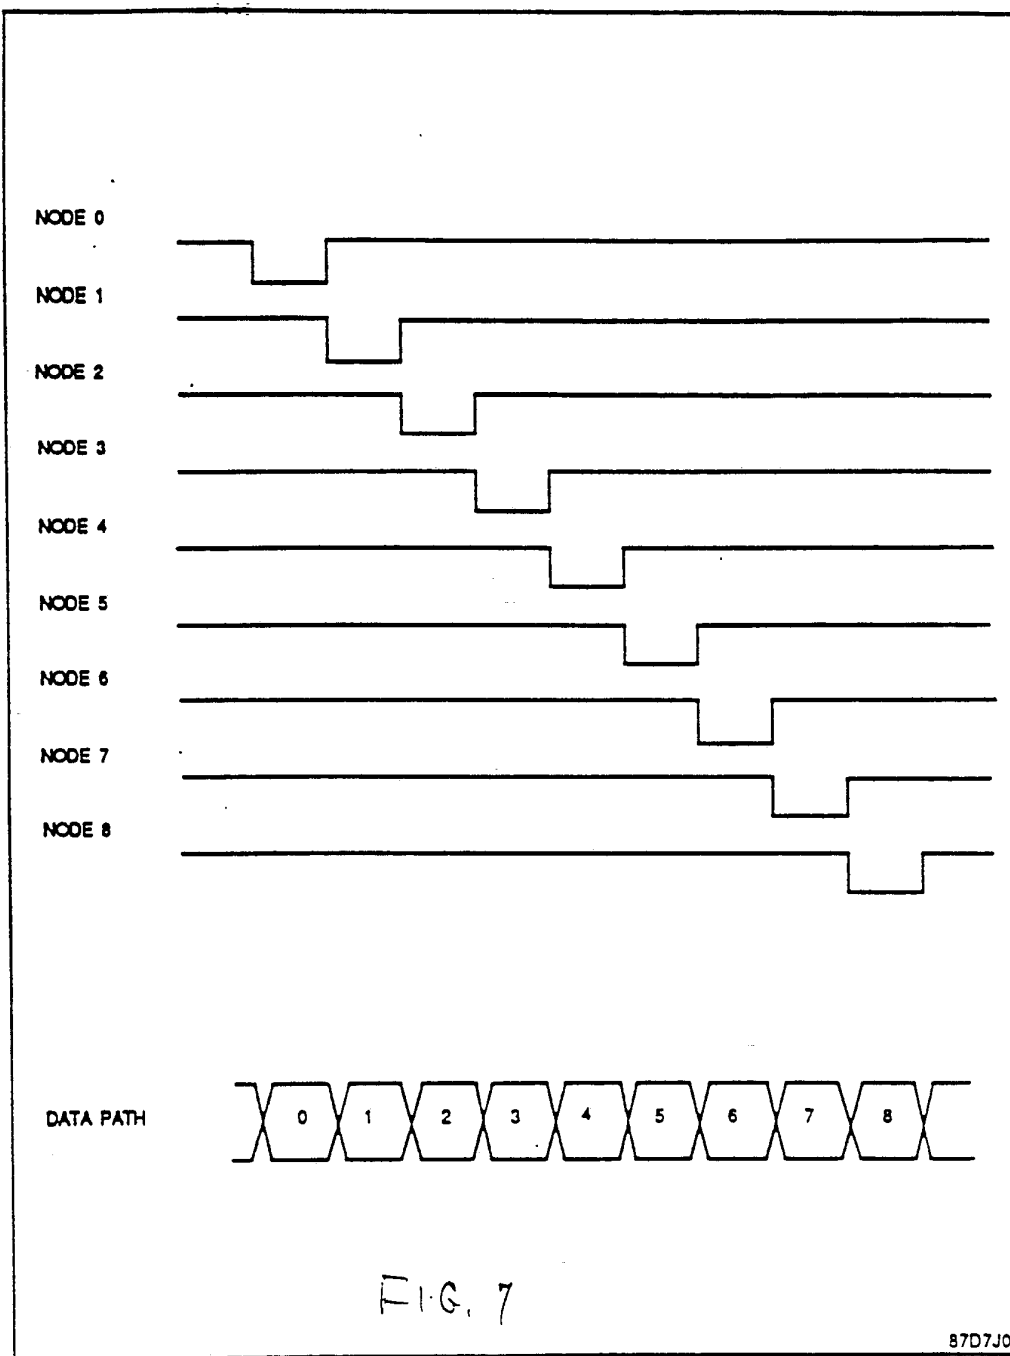 NODE 0
NODE 1
NODE 2
NODE 3
NODE 4
NODE 5
NODE 6
NODE 7
NODE 8
DATA PATH 0 1 2 3 4 5 6 7 8
FIG. 7
87D7J0